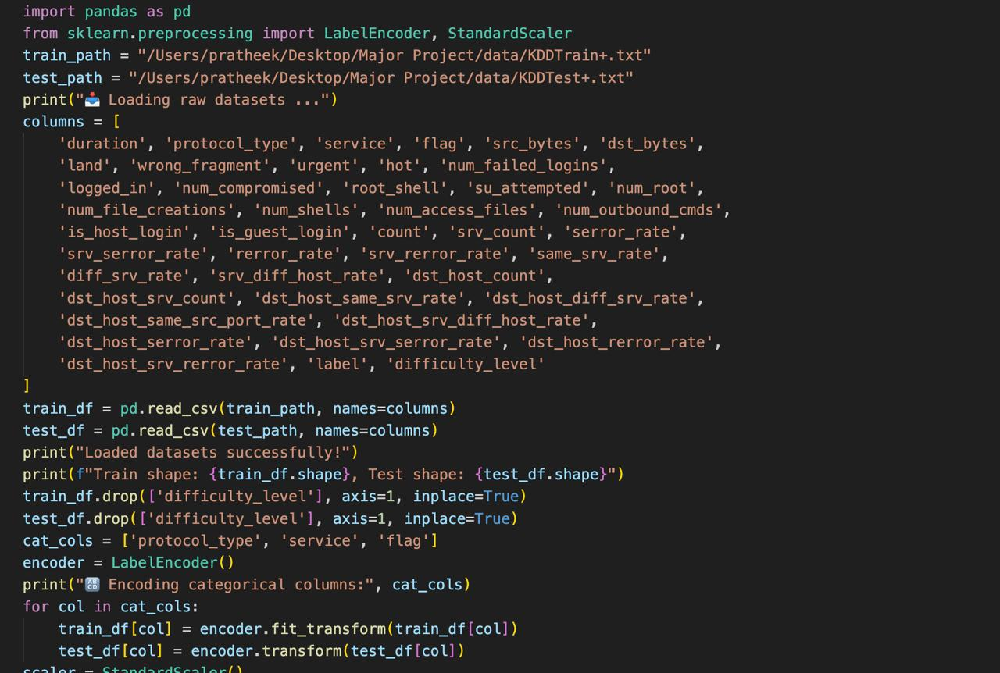 import pandas as pd
from sklearn.preprocessing import LabelEncoder, StandardScaler
train_path = "/Users/pratheek/Desktop/Major Project/data/KDDTrain+.txt"
test_path = "/Users/pratheek/Desktop/Major Project/data/KDDTest+.txt"
print("📥 Loading raw datasets ...")
columns = [
    'duration', 'protocol_type', 'service', 'flag', 'src_bytes', 'dst_bytes',
    'land', 'wrong_fragment', 'urgent', 'hot', 'num_failed_logins',
    'logged_in', 'num_compromised', 'root_shell', 'su_attempted', 'num_root',
    'num_file_creations', 'num_shells', 'num_access_files', 'num_outbound_cmds',
    'is_host_login', 'is_guest_login', 'count', 'srv_count', 'serror_rate',
    'srv_serror_rate', 'rerror_rate', 'srv_rerror_rate', 'same_srv_rate',
    'diff_srv_rate', 'srv_diff_host_rate', 'dst_host_count',
    'dst_host_srv_count', 'dst_host_same_srv_rate', 'dst_host_diff_srv_rate',
    'dst_host_same_src_port_rate', 'dst_host_srv_diff_host_rate',
    'dst_host_serror_rate', 'dst_host_srv_serror_rate', 'dst_host_rerror_rate',
    'dst_host_srv_rerror_rate', 'label', 'difficulty_level'
]
train_df = pd.read_csv(train_path, names=columns)
test_df = pd.read_csv(test_path, names=columns)
print("Loaded datasets successfully!")
print(f"Train shape: {train_df.shape}, Test shape: {test_df.shape}")
train_df.drop(['difficulty_level'], axis=1, inplace=True)
test_df.drop(['difficulty_level'], axis=1, inplace=True)
cat_cols = ['protocol_type', 'service', 'flag']
encoder = LabelEncoder()
print("🔠 Encoding categorical columns:", cat_cols)
for col in cat_cols:
    train_df[col] = encoder.fit_transform(train_df[col])
    test_df[col] = encoder.transform(test_df[col])
scaler = StandardScaler()